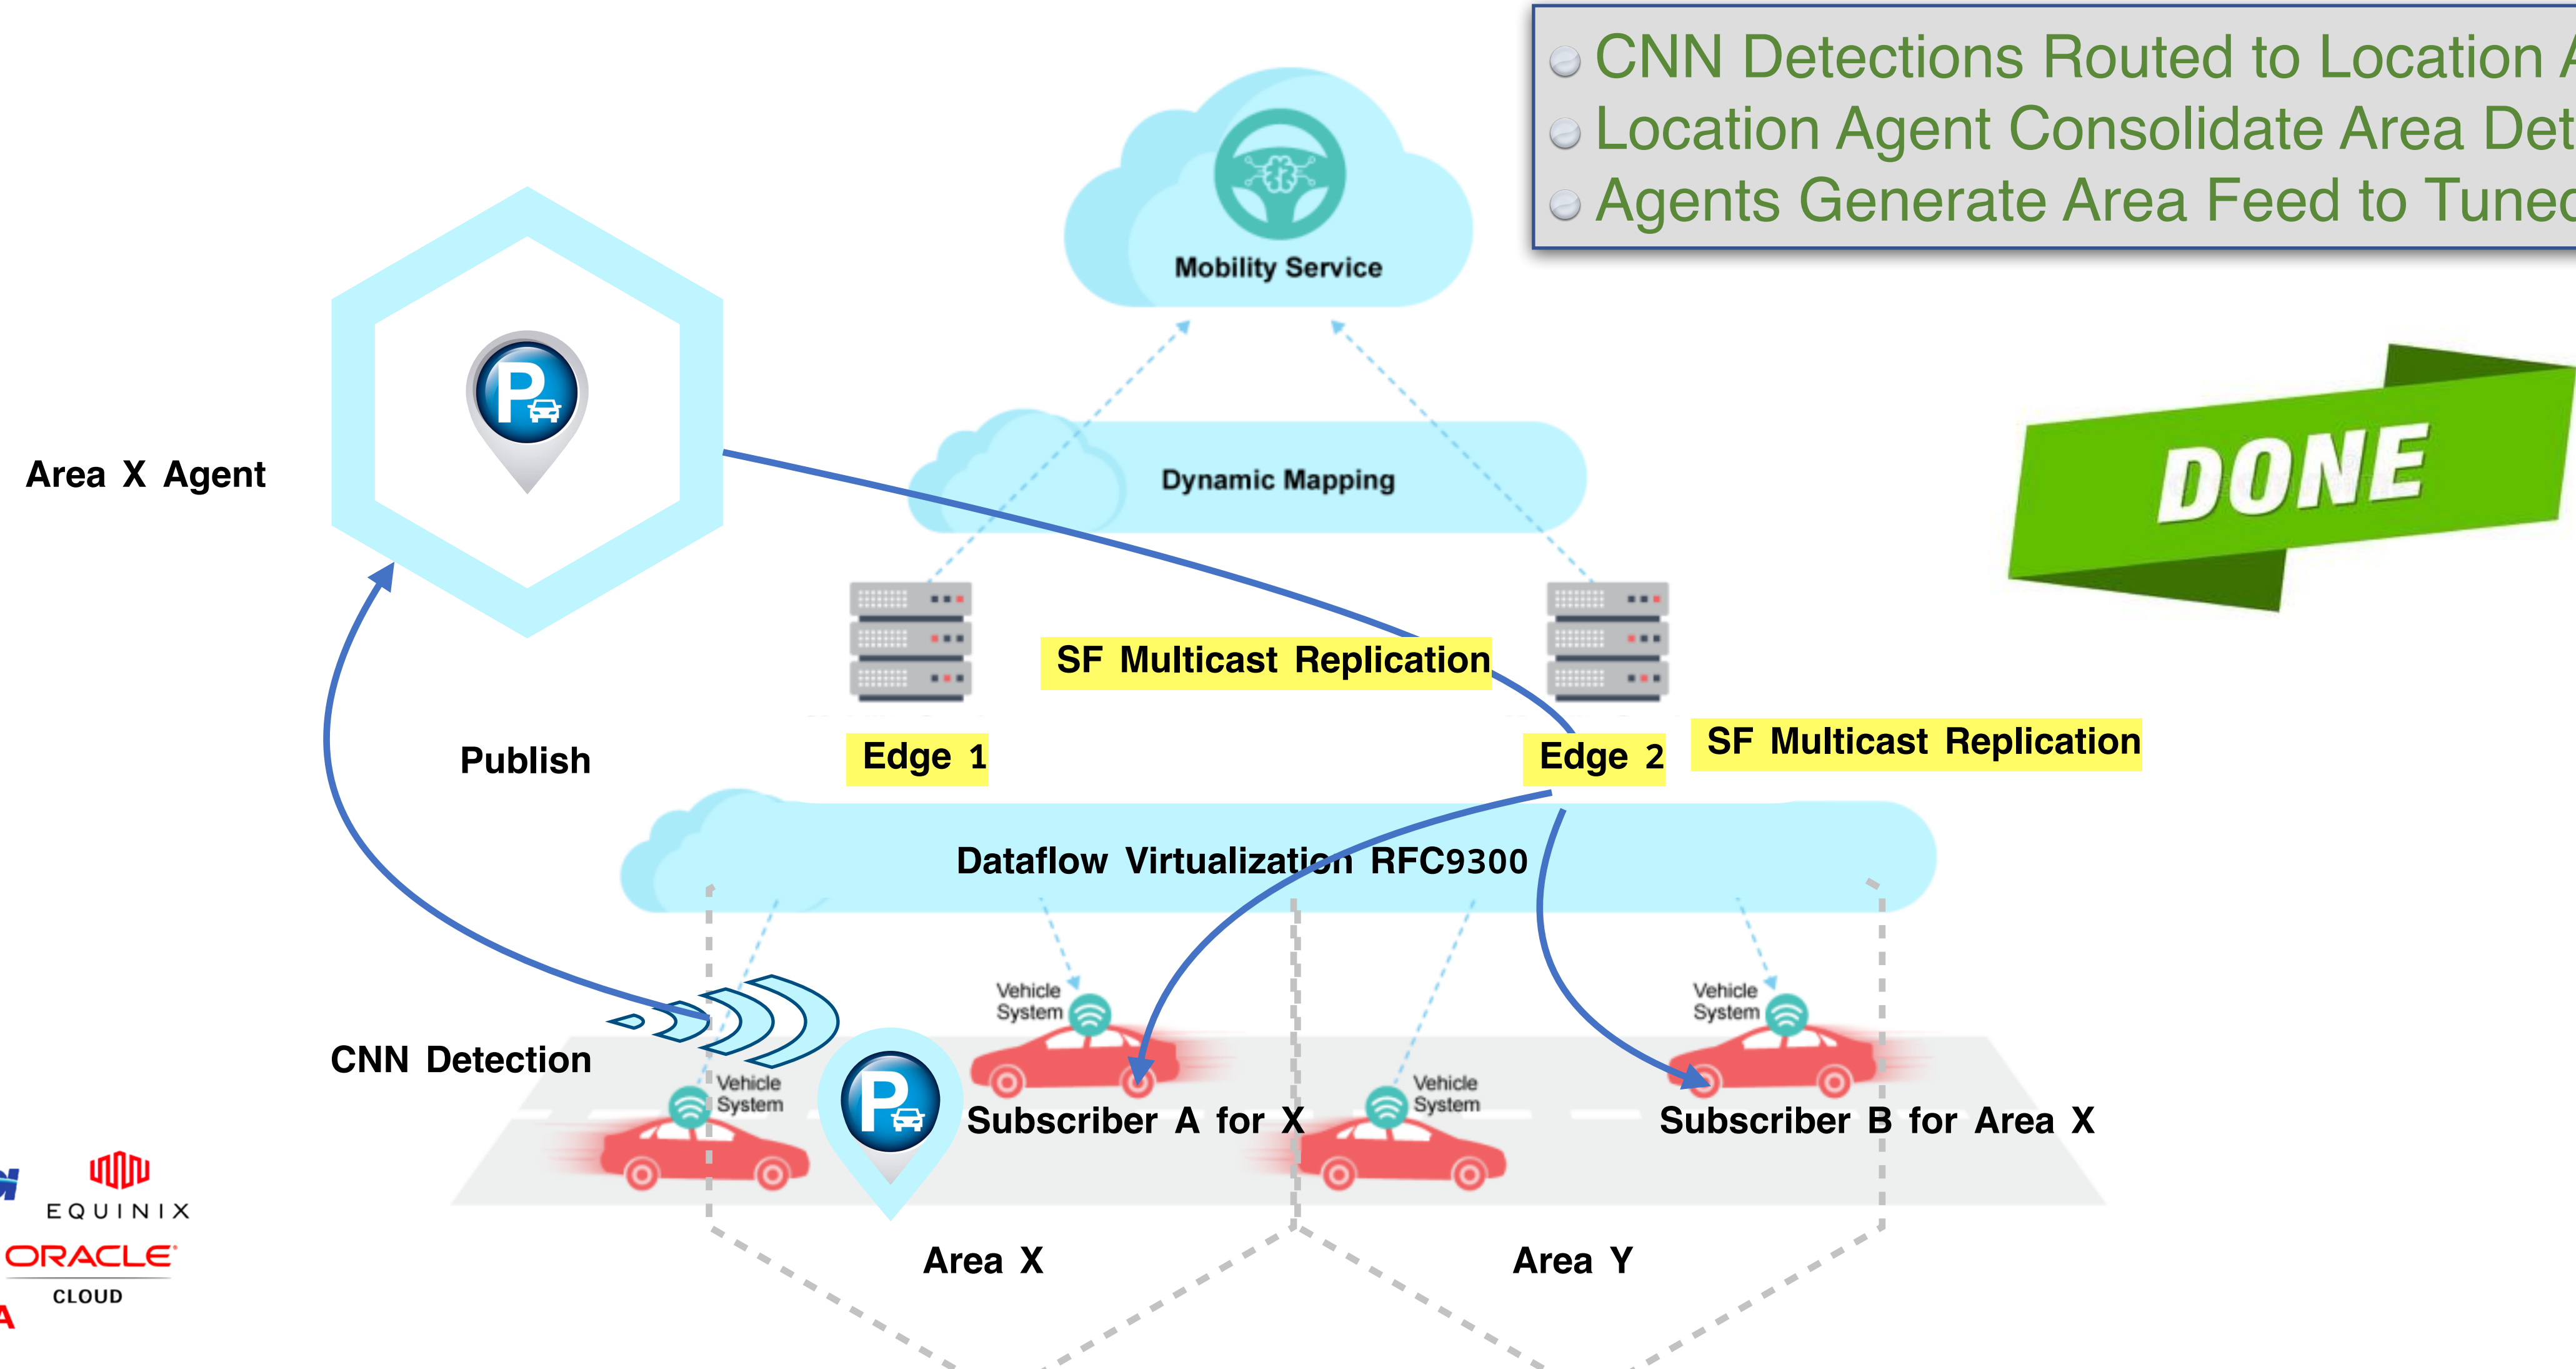 CNN Detections Routed to Location
Location Agent Consolidate Area
Agents Generate Area Feed to
Mobility Service
P
Area X Agent
Dynamic Mapping
DONE
SF Multicast Replication
SF Multicast Replication
Publish
Edge 1
Edge 2
Dataflow Virtualization RFC9300
Vehicle
System
Vehicle
System
CNN Detection
Vehicle
System
Vehicle
System
P
Subscriber A for X
Subscriber B for Area X
EQUINIX
ORACLE
CLOUD
Area X
Area Y